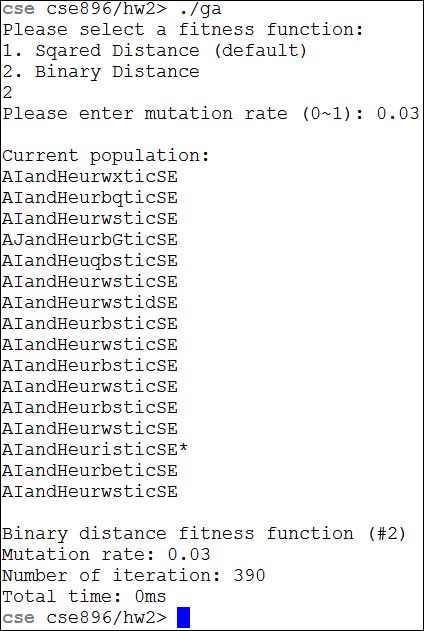 cse cse896/hw2> ./ga
Please select a fitness function:
1. Sqared Distance (default)
2. Binary Distance
2
Please enter mutation rate (0~1): 0.03
Current population:
AIandHeurwxticSE
AIandHeurbqticSE
AIandHeurwsticSE
AJandHeurbGticSE
AIandHeuqbsticSE
AIandHeurwsticSE
AIandHeurwstidSE
AIandHeurbsticSE
AIandHeurwsticSE
AIandHeurbsticSE
AIandHeurwsticSE
AIandHeurbsticSE
AIandHeurwsticSE
AIandHeuristicSE*
AIandHeurbeticSE
AIandHeurwsticSE
Binary distance fitness function (#2)
Mutation rate: 0.03
Number of iteration: 390
Total time: 0ms
cse cse896/hw2>